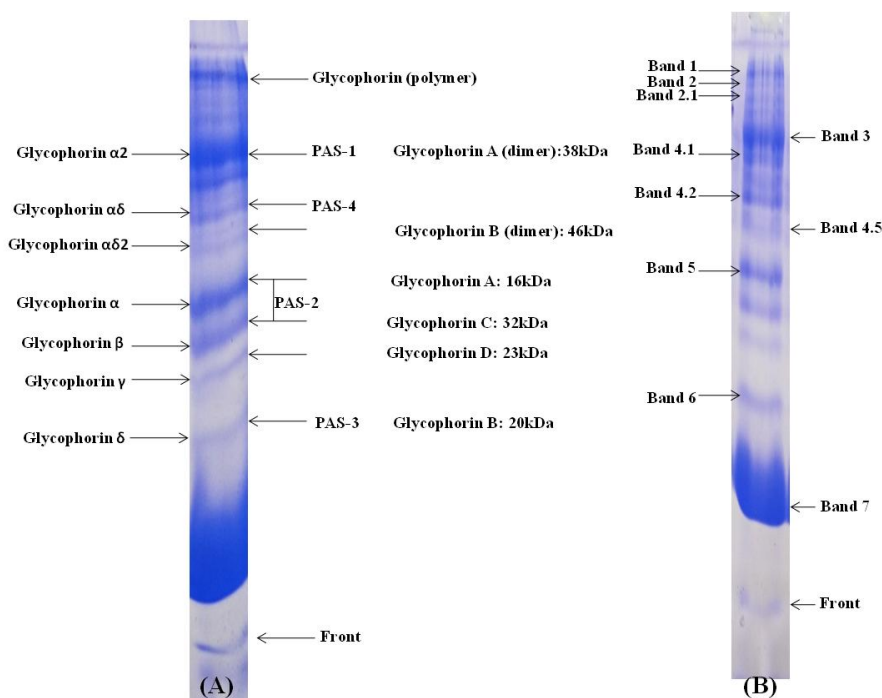 Glycophorin (polymer)
Glycophorin α2
PAS-1
Glycophorin A (dimer):38kDa
PAS-4
Glycophorin αδ
Glycophorin B (dimer): 46kDa
Glycophorin αδ2
Glycophorin A: 16kDa
Glycophorin α
PAS-2
Glycophorin C: 32kDa
Glycophorin β
Glycophorin D: 23kDa
Glycophorin γ
PAS-3
Glycophorin B: 20kDa
Glycophorin δ
Front
(A)
Band 1
Band 2
Band 2.1
Band 3
Band 4.1
Band 4.2
Band 4.5
Band 5
Band 6
Band 7
Front
(B)